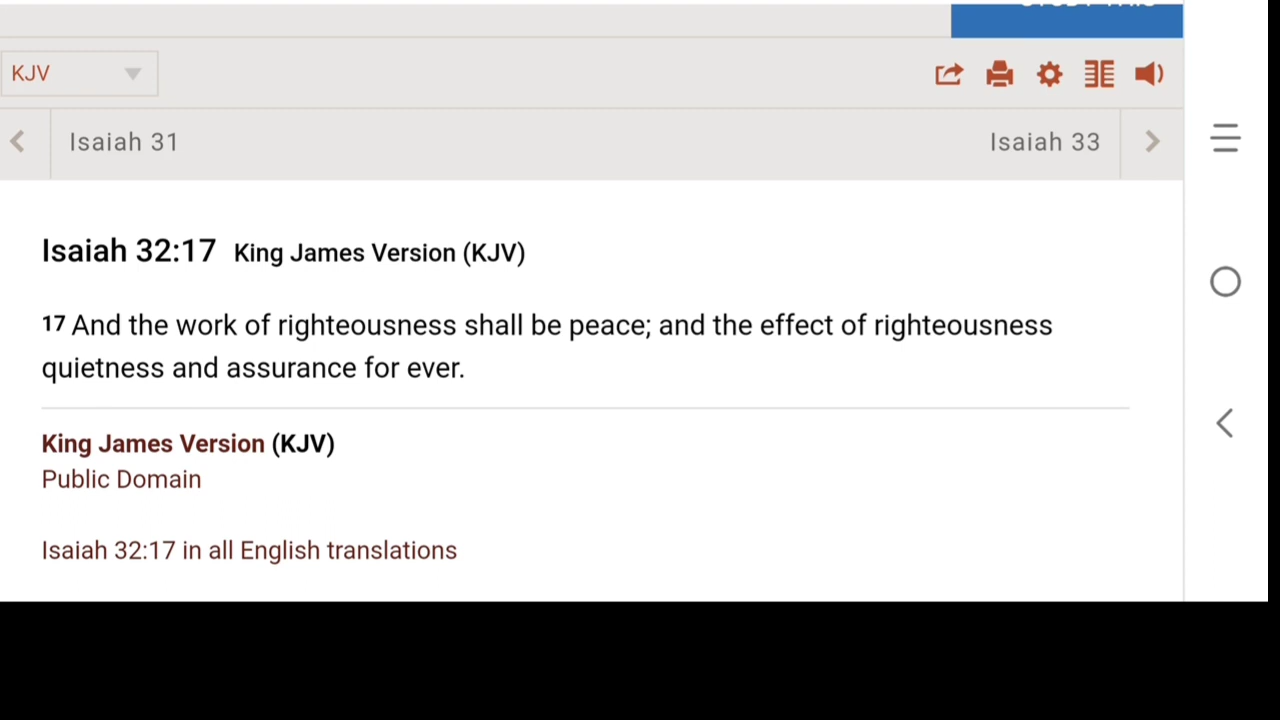 KJV
Isaiah 31
Isaiah 33
Isaiah 32:17 King James Version (KJV)
17 And the work of righteousness shall be peace; and the effect of righteousness
quietness and assurance for ever.
King James Version (KJV)
Public Domain
Isaiah 32:17 in all English translations